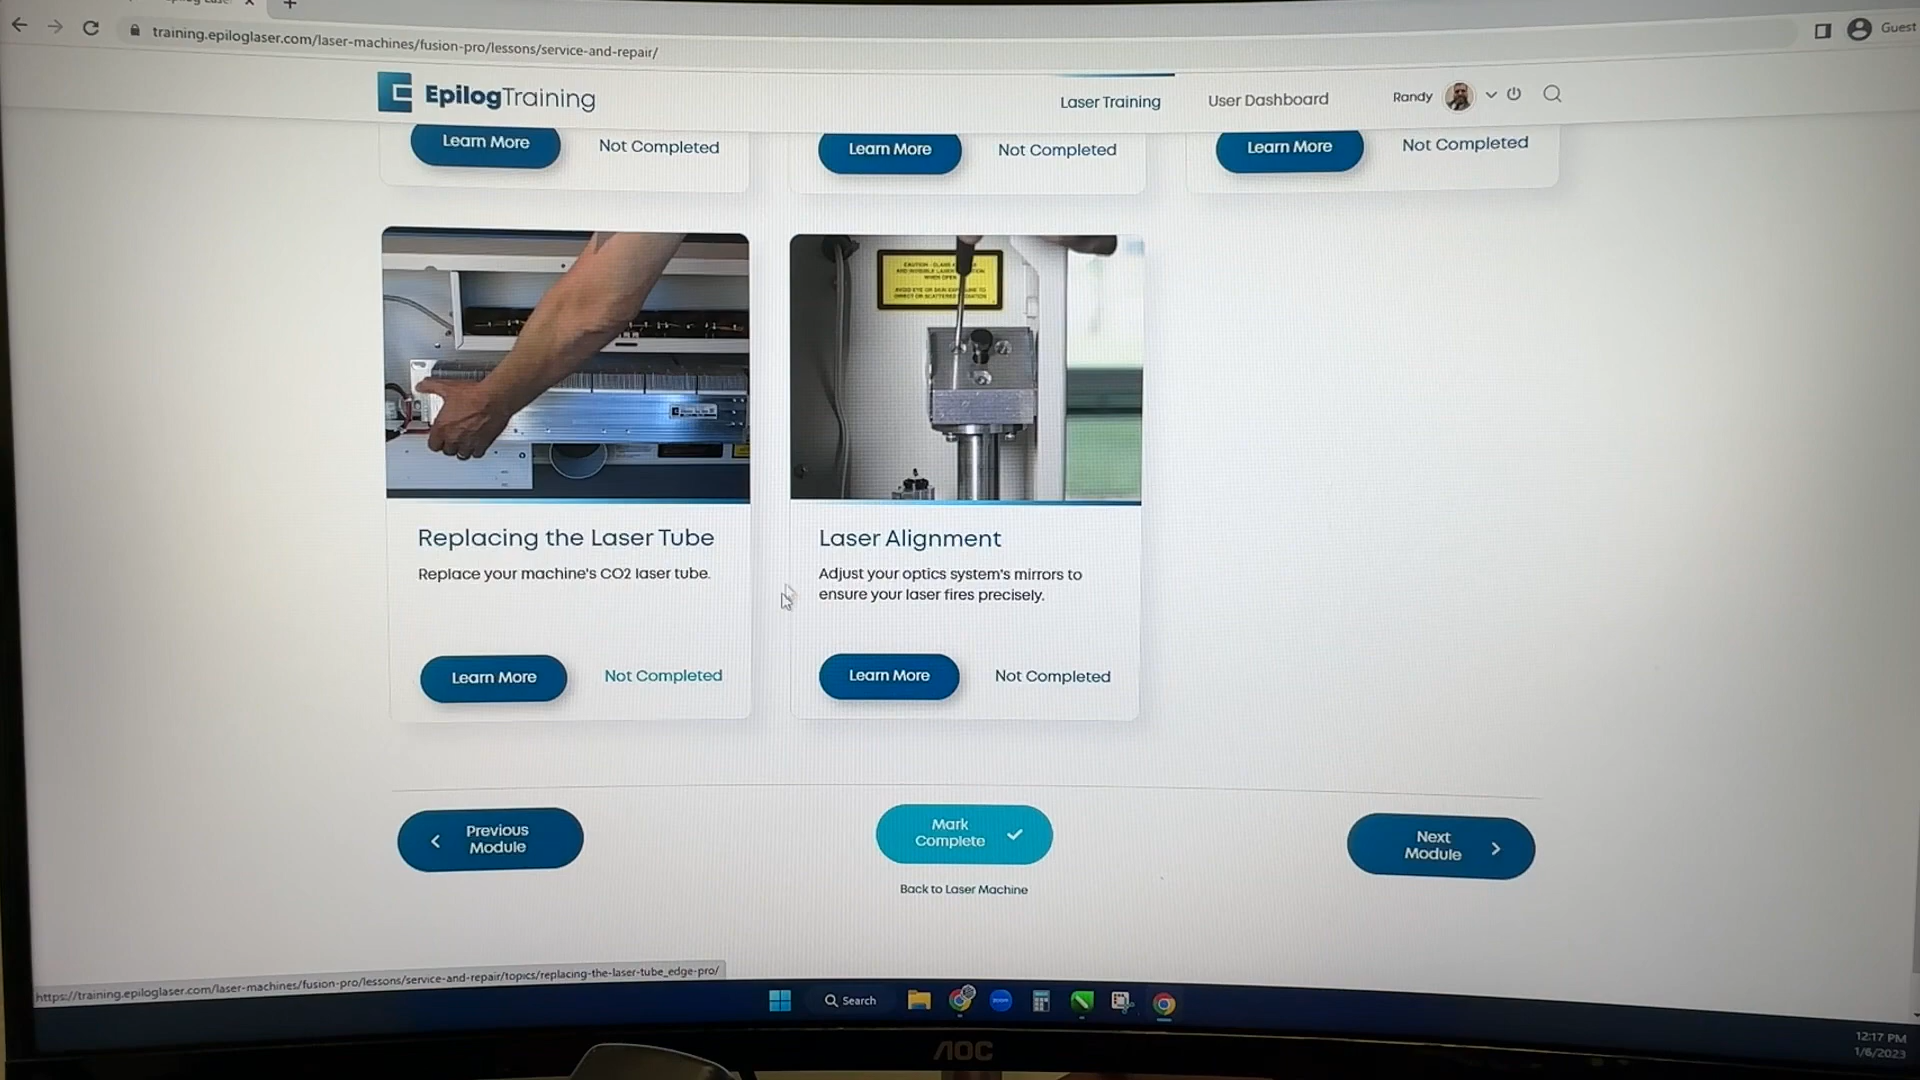 training.epiloglaser.com/laser-machines/fusion-pro/lessons/service-and-repair/
Guest
EpilogTraining
Laser Training
User Dashboard
Randy
Learn More
Not Completed
Learn More
Not Completed
Learn More
Not Completed
Replacing the Laser Tube
Replace your machine's CO2 laser tube.
Learn More
Not Completed
Laser Alignment
Adjust your optics system's mirrors to
ensure your laser fires precisely.
Learn More
Not Completed
Previous
Module
Mark
Complete
Next
Module
Back to Laser Machine
https://training.epiloglaser.com/laser-machines/fusion-pro/lessons/service-and-repair/topics/replacing-the-laser-tube_edge-pro/
Search
zoom
12:17 PM
1/6/2023
AOC